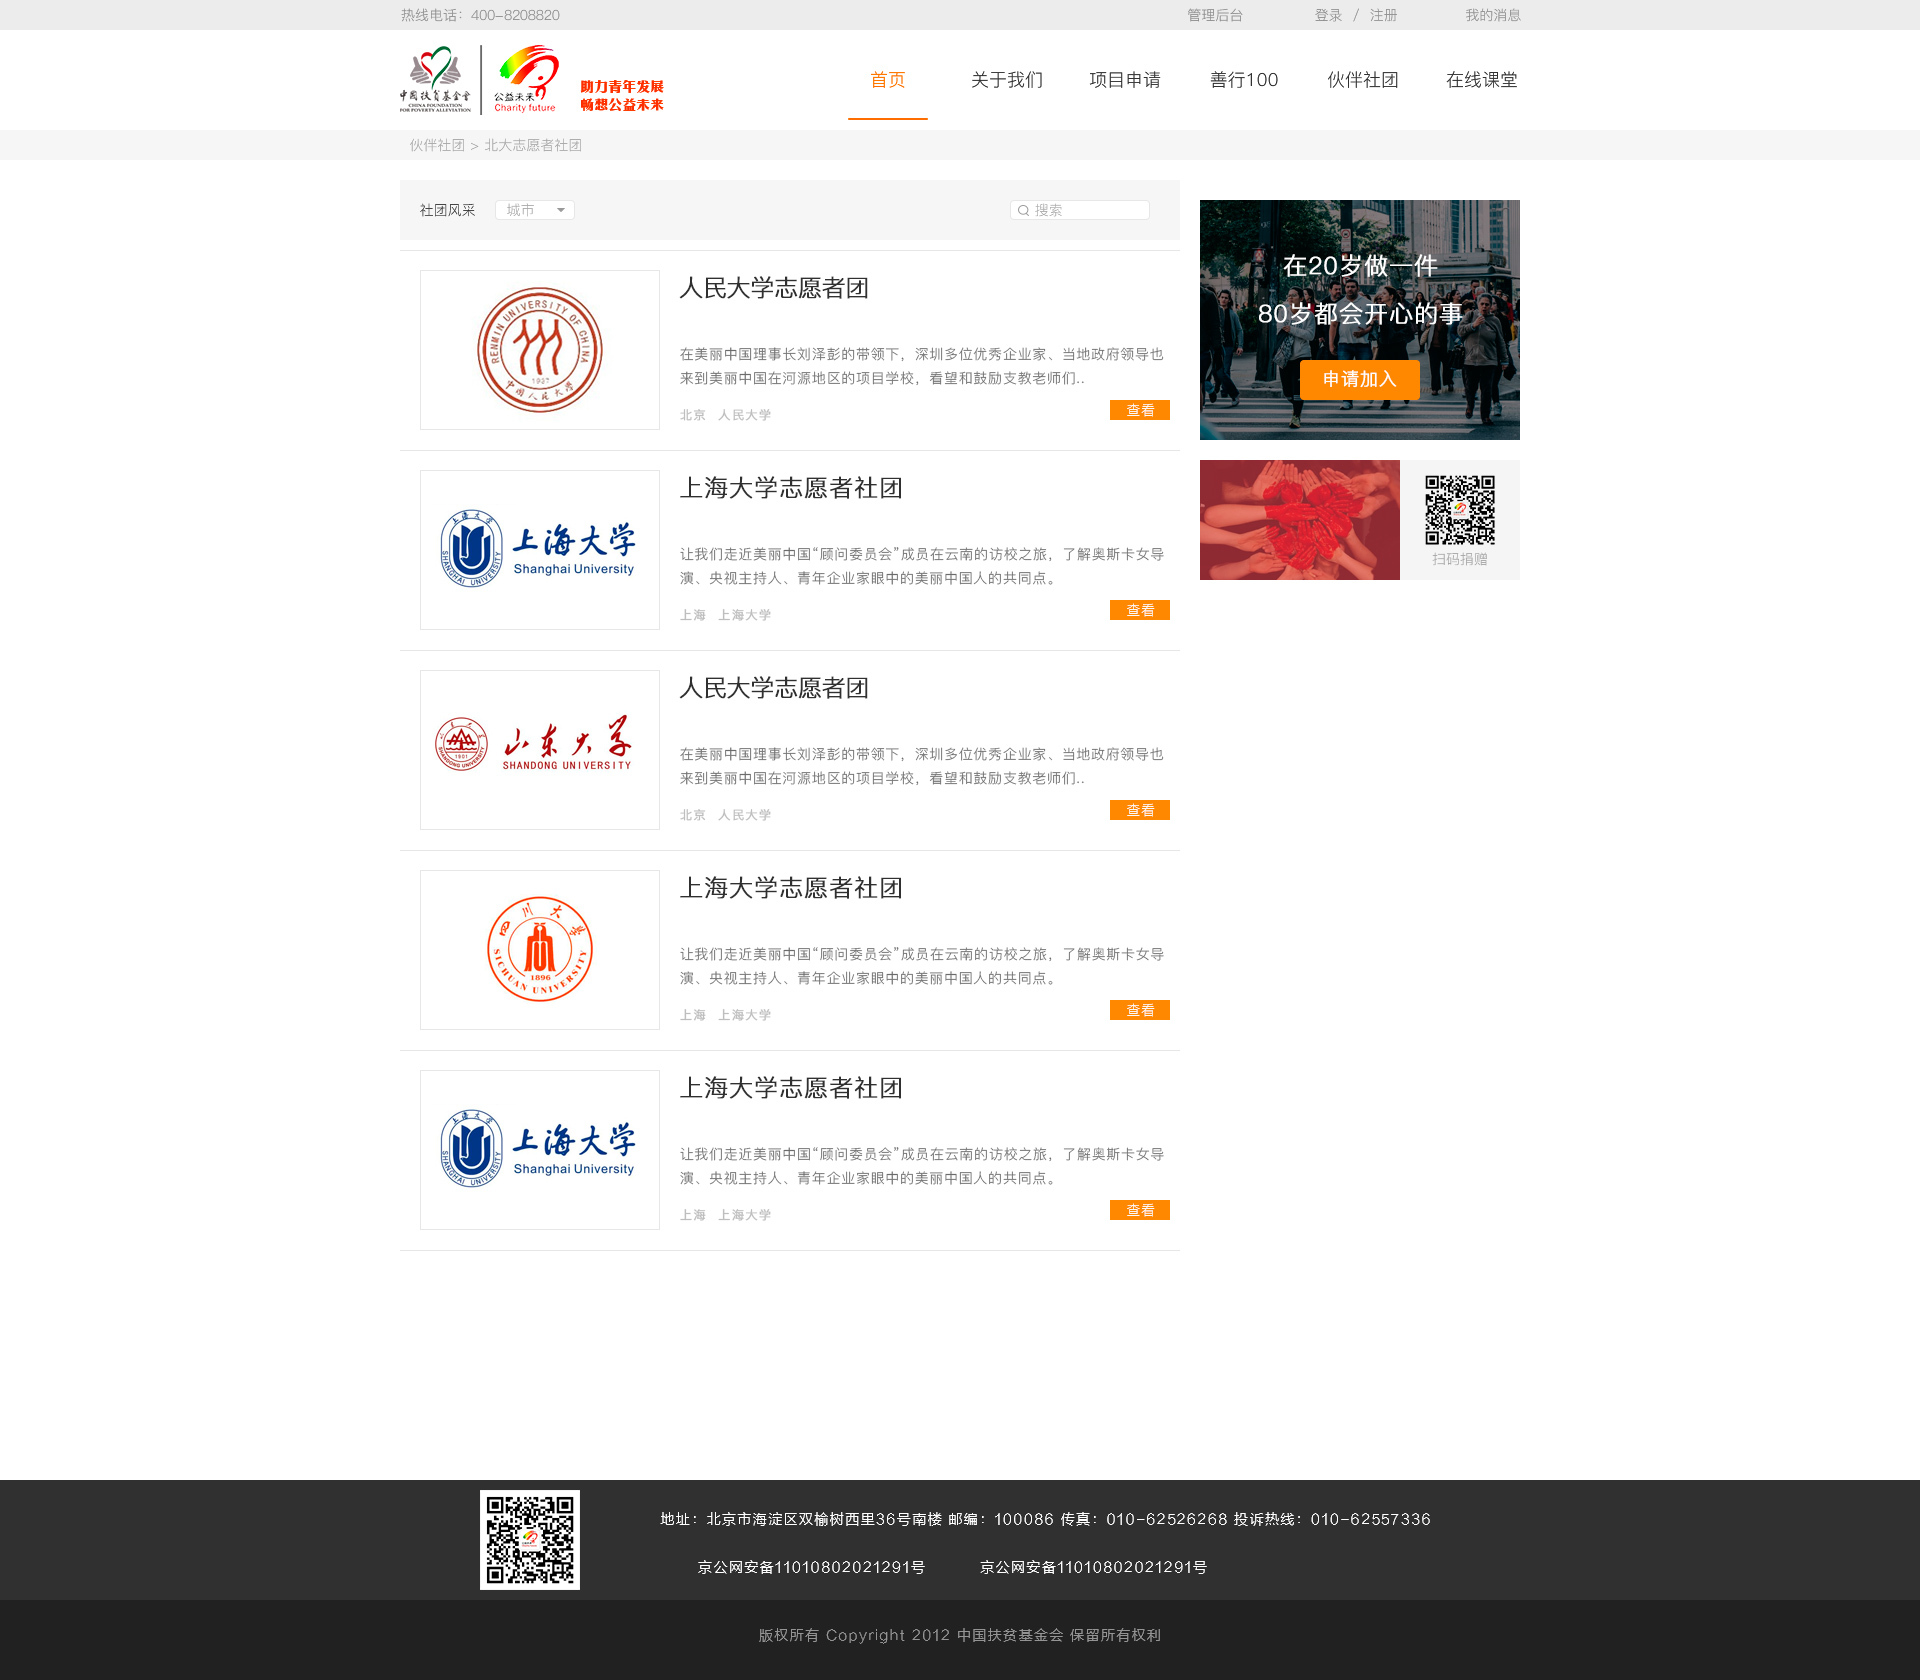 热线电话：400-8208820
管理后台
登录 / 注册
我的消息
中国扶贫基金会
CHINA FOUNDATION
FOR POVERTY ALLEVIATION
公益未来
Charity future
助力青年发展
畅想公益未来
首页
关于我们
项目申请
善行100
伙伴社团
在线课堂
伙伴社团 > 北大志愿者社团
社团风采
城市
搜索
RENMIN UNIVERSITY OF CHINA
1937
中国人民大学
人民大学志愿者团
在美丽中国理事长刘泽彭的带领下，深圳多位优秀企业家、当地政府领导也
来到美丽中国在河源地区的项目学校，看望和鼓励支教老师们..
北京 人民大学
查看
上海大学
SHANGHAI UNIVERSITY
上海大学
Shanghai University
上海大学志愿者社团
让我们走近美丽中国“顾问委员会”成员在云南的访校之旅，了解奥斯卡女导
演、央视主持人、青年企业家眼中的美丽中国人的共同点。
上海 上海大学
查看
1901
SHANDONG UNIVERSITY
山东大学
SHANDONG UNIVERSITY
人民大学志愿者团
在美丽中国理事长刘泽彭的带领下，深圳多位优秀企业家、当地政府领导也
来到美丽中国在河源地区的项目学校，看望和鼓励支教老师们..
北京 人民大学
查看
四川大学
1896
SICHUAN UNIVERSITY
上海大学志愿者社团
让我们走近美丽中国“顾问委员会”成员在云南的访校之旅，了解奥斯卡女导
演、央视主持人、青年企业家眼中的美丽中国人的共同点。
上海 上海大学
查看
上海大学
SHANGHAI UNIVERSITY
上海大学
Shanghai University
上海大学志愿者社团
让我们走近美丽中国“顾问委员会”成员在云南的访校之旅，了解奥斯卡女导
演、央视主持人、青年企业家眼中的美丽中国人的共同点。
上海 上海大学
查看
在20岁做一件
80岁都会开心的事
申请加入
扫码捐赠
地址：北京市海淀区双榆树西里36号南楼 邮编：100086 传真：010-62526268 投诉热线：010-62557336
京公网安备11010802021291号
京公网安备11010802021291号
版权所有 Copyright 2012 中国扶贫基金会 保留所有权利